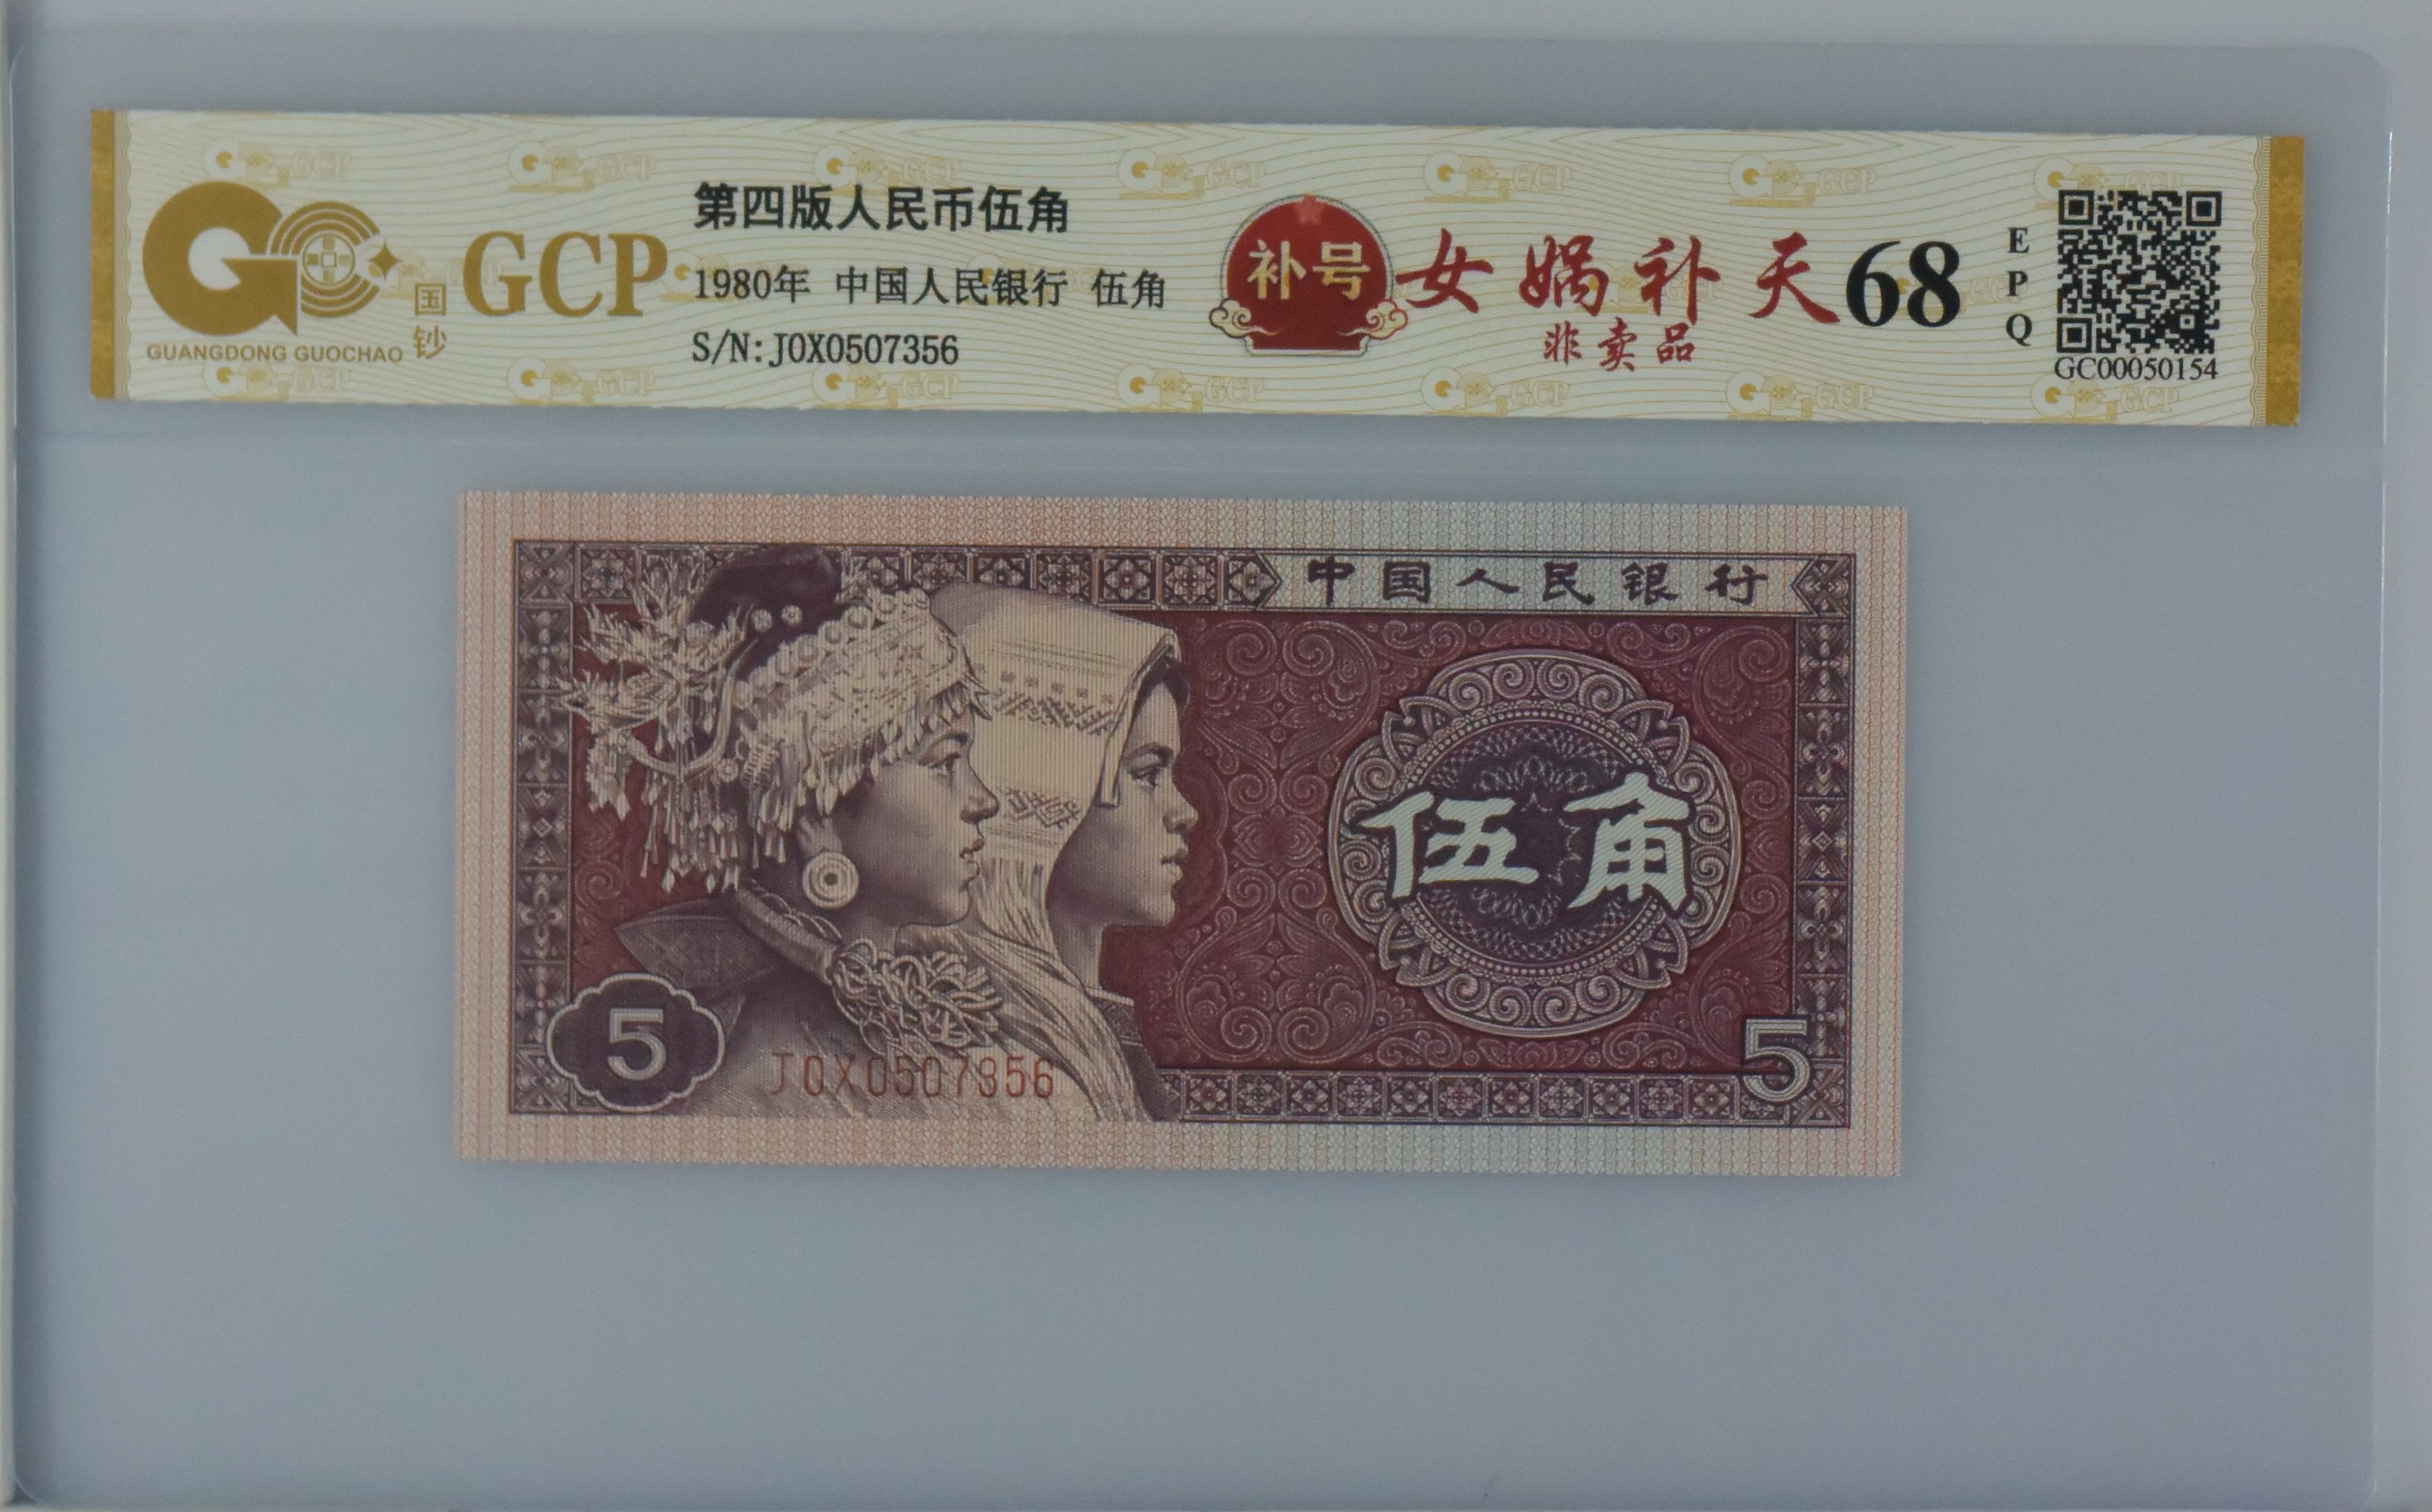 GUANGDONG GUOCHAO
国钞
GCP
第四版人民币伍角
1980年 中国人民银行 伍角
S/N:J0X0507356
补号
女娲补天
非卖品
68
EPQ
GC00050154
中国人民银行
伍角
5
J0X0507356
5